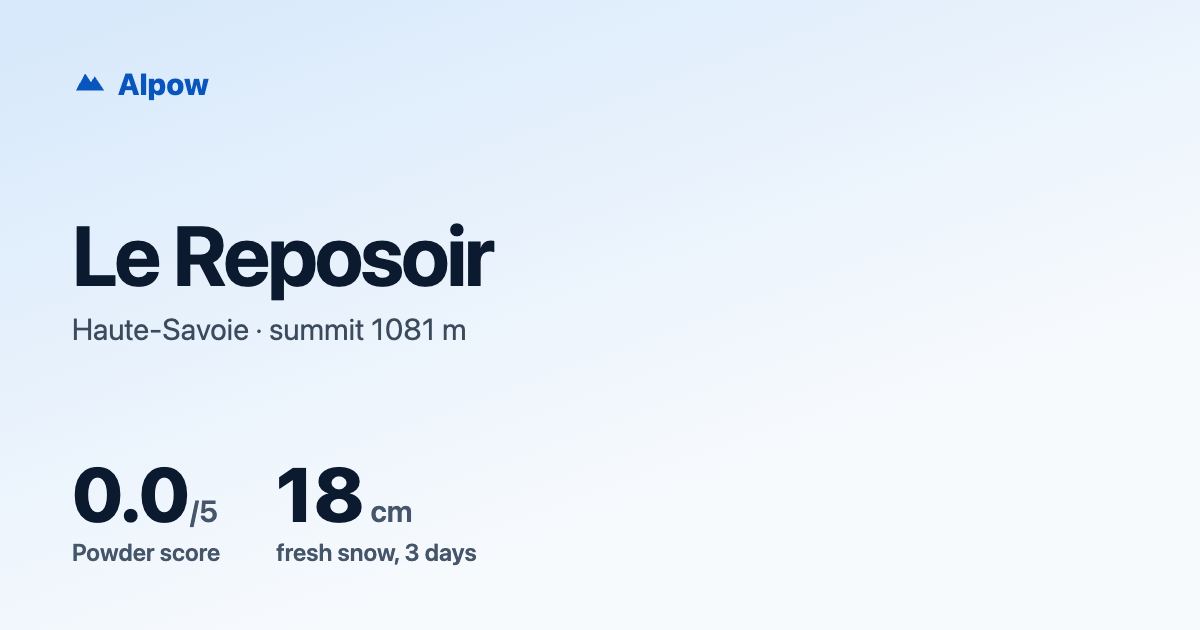 Alpow
Le Reposoir
Haute-Savoie · summit 1081 m
0.0/5 18 cm
Powder score fresh snow, 3 days